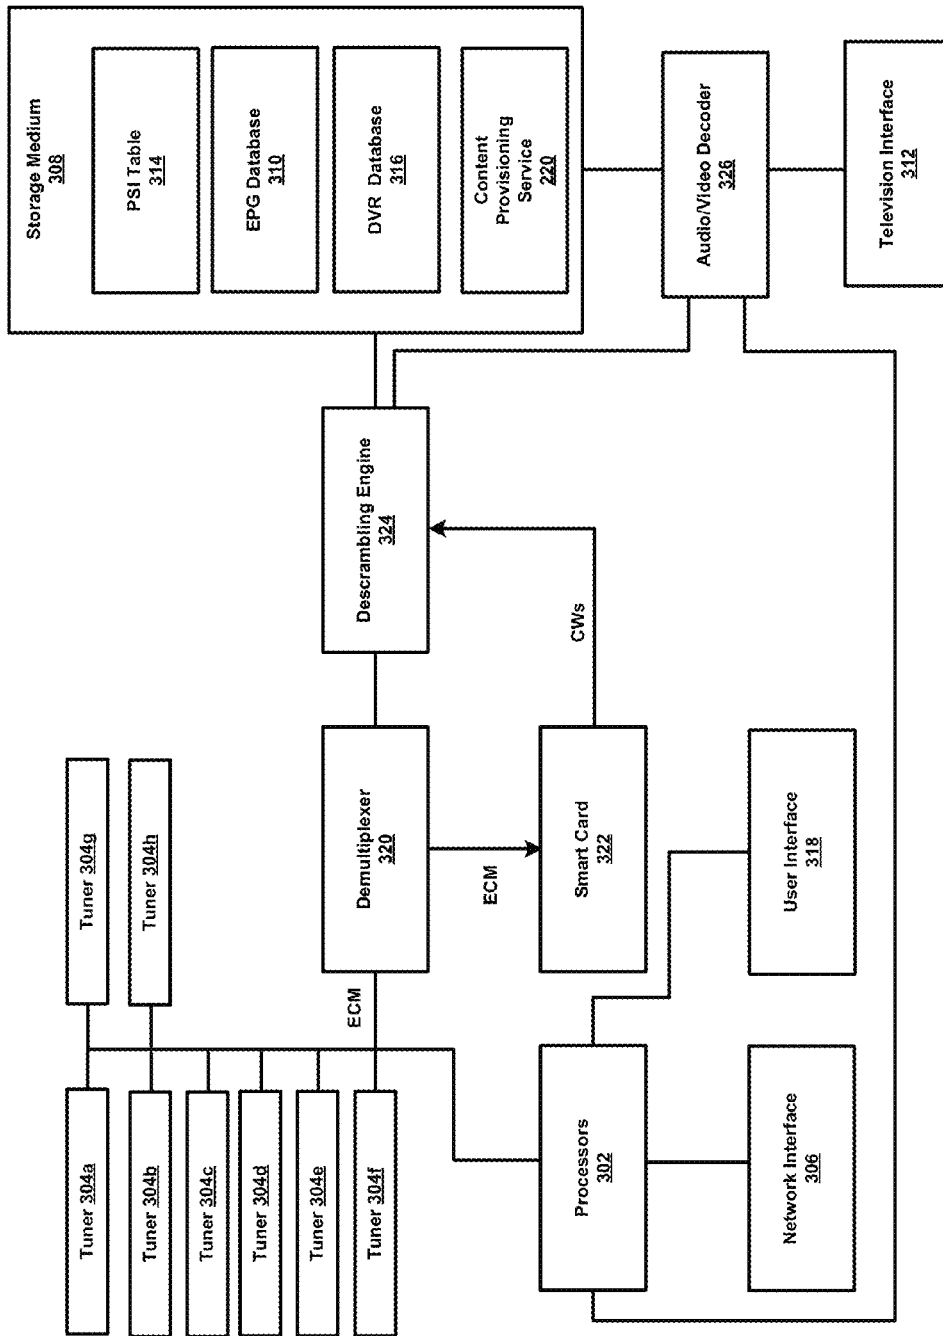 Tuner 304a
Tuner 304g
Tuner 304b
Tuner 304h
Tuner 304c
Tuner 304d
Tuner 304e
Tuner 304f
ECM
Demultiplexer
320
Descrambling Engine
324
Storage Medium
308
PSI Table
314
EPG Database
310
DVR Database
316
Content
Provisioning
Service
220
ECM
CWs
Processors
302
Smart Card
322
Audio/Video Decoder
326
Network Interface
306
User Interface
318
Television Interface
312